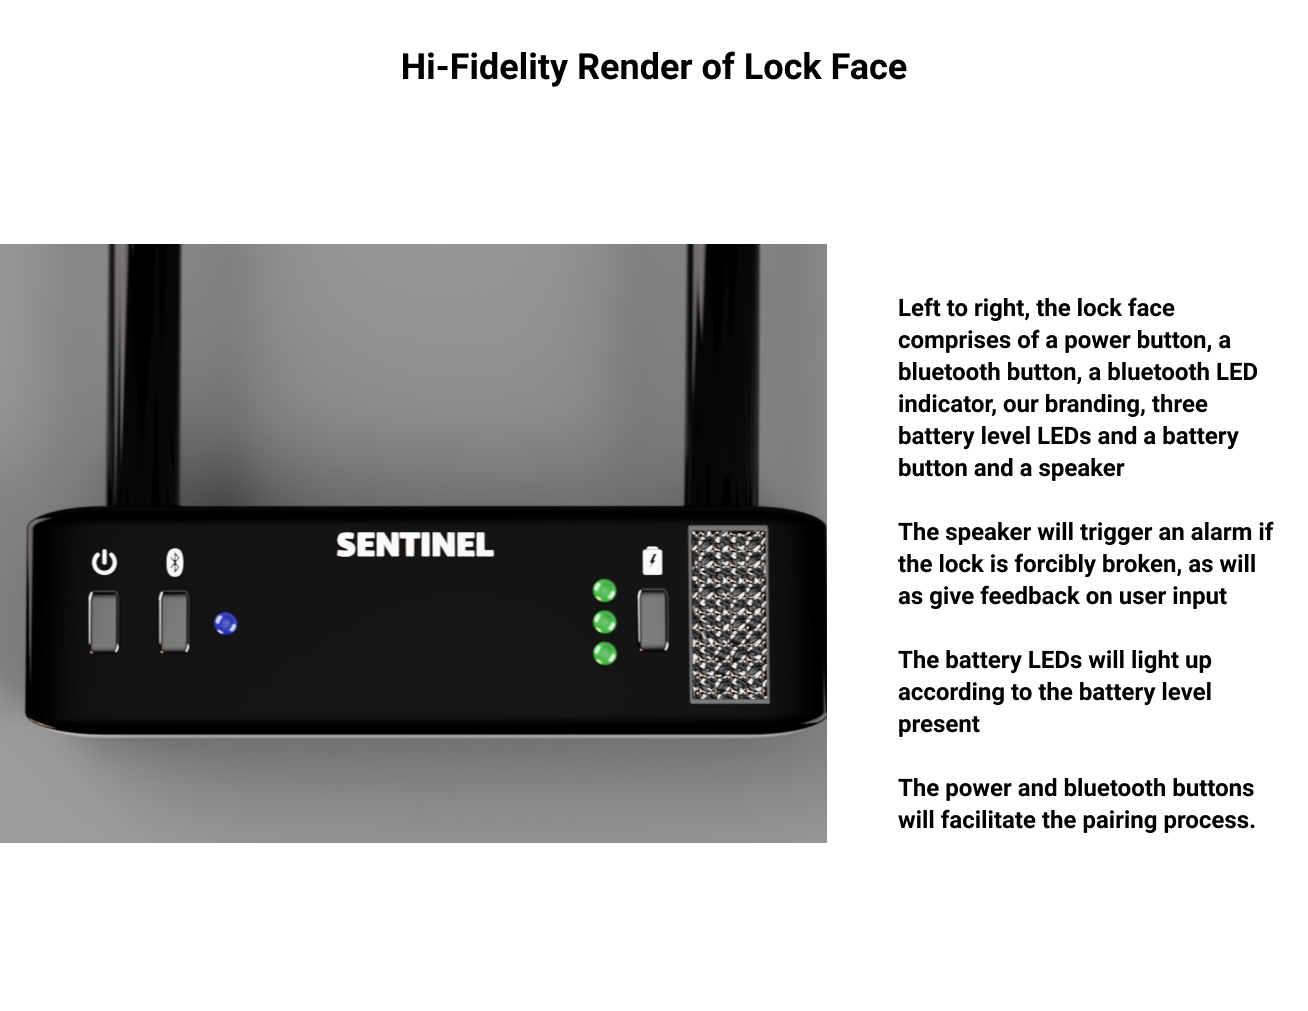 Hi-Fidelity Render of Lock Face
SENTINEL
Left to right, the lock face
comprises of a power button, a
bluetooth button, a bluetooth LED
indicator, our branding, three
battery level LEDs and a battery
button and a speaker
The speaker will trigger an alarm if
the lock is forcibly broken, as will
as give feedback on user input
The battery LEDs will light up
according to the battery level
present
The power and bluetooth buttons
will facilitate the pairing process.